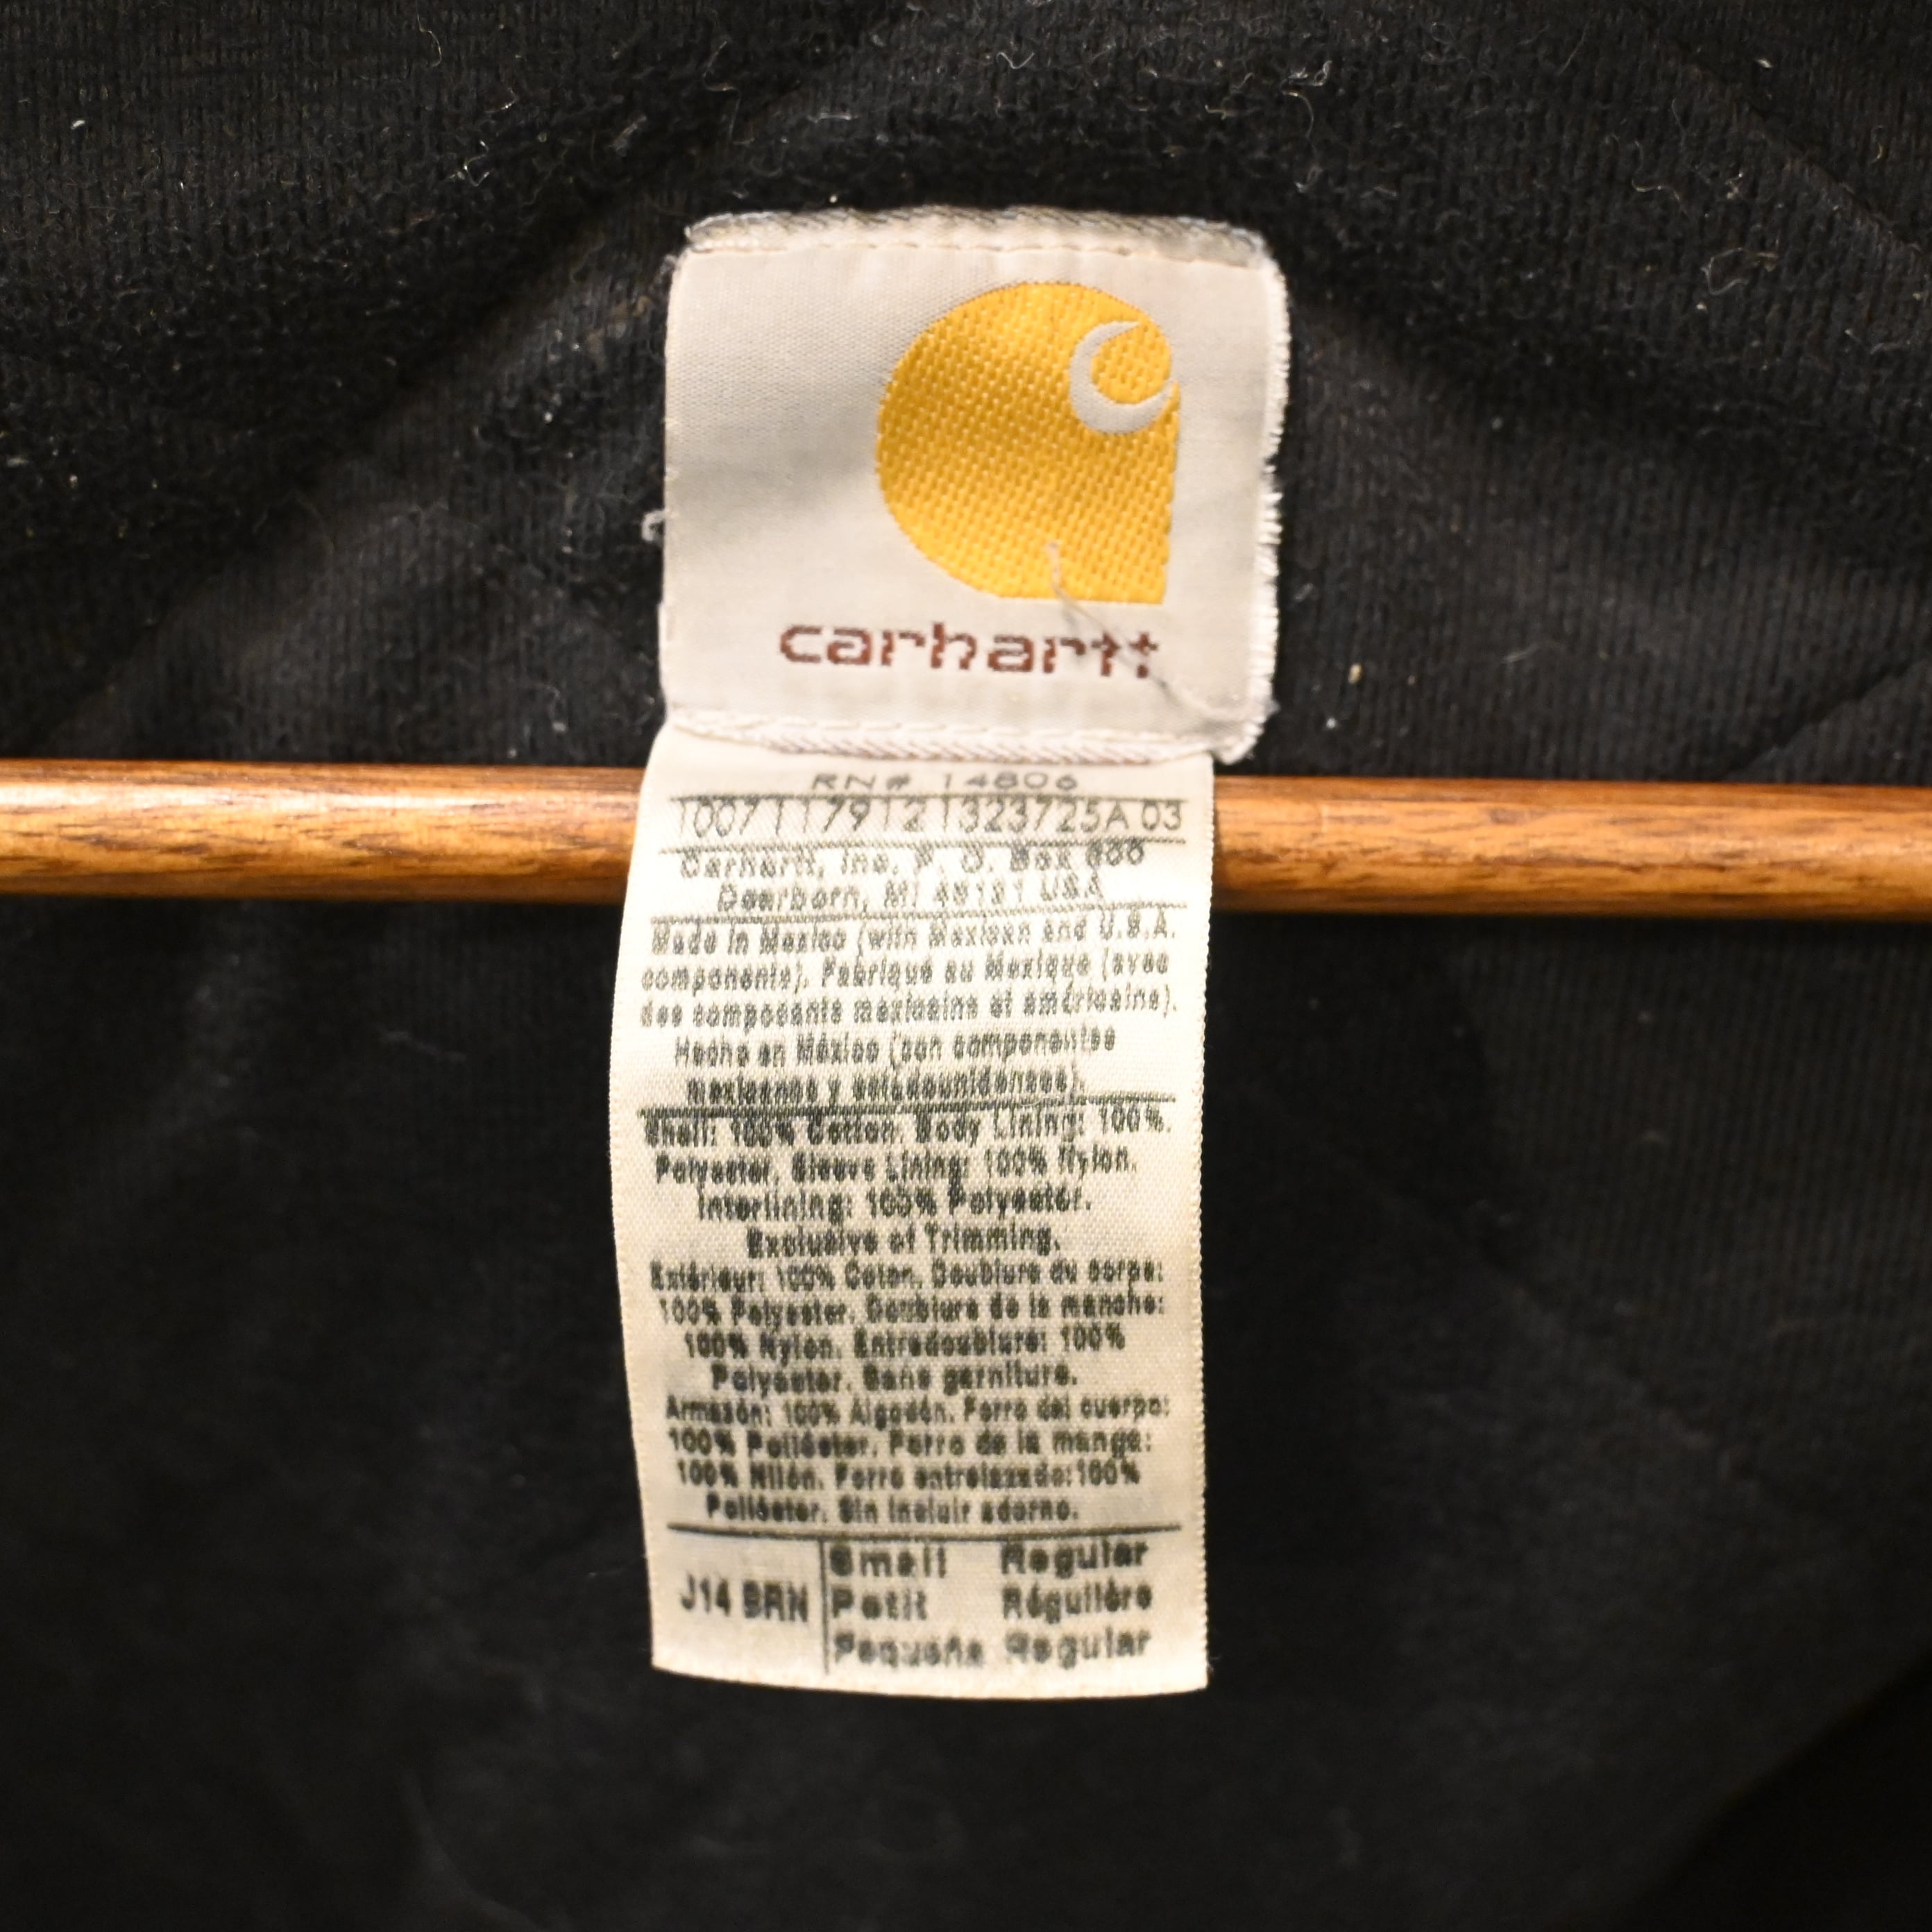 carhartt
RN# 14806
1007117912 1323725A 03
Carhartt, Inc. P. O. Box 600
Dearborn, MI 48121 USA
Made in Mexico (with Mexican and U.S.A.
components). Fabriqué au Mexique (avec
des composants mexicains et américains).
Hecho en México (con componentes
mexicanos y estadounidenses).
Shell: 100% Cotton. Body Lining: 100%.
Polyester. Sleeve Lining: 100% Nylon.
Interlining: 100% Polyester.
Exclusive of Trimming.
Extérieur: 100% Coton. Doublure du corps:
100% Polyester. Doublure de la manche:
100% Nylon. Entredoublure: 100%
Polyester. Sans garniture.
Armazón: 100% Algodón. Forro del cuerpo:
100% Poliéster. Forro de la manga:
100% Nilón. Forro entrelazado:100%
Poliéster. Sin incluir adorno.
Small Regular
J14 BRN Petit Régulière
Pequeña Regular